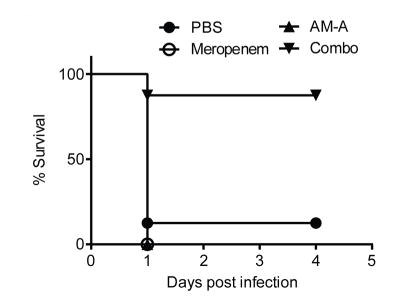 PBS
AM-A
Meropenem
Combo
100
50
0
% Survival
0 1 2 3 4 5
Days post infection